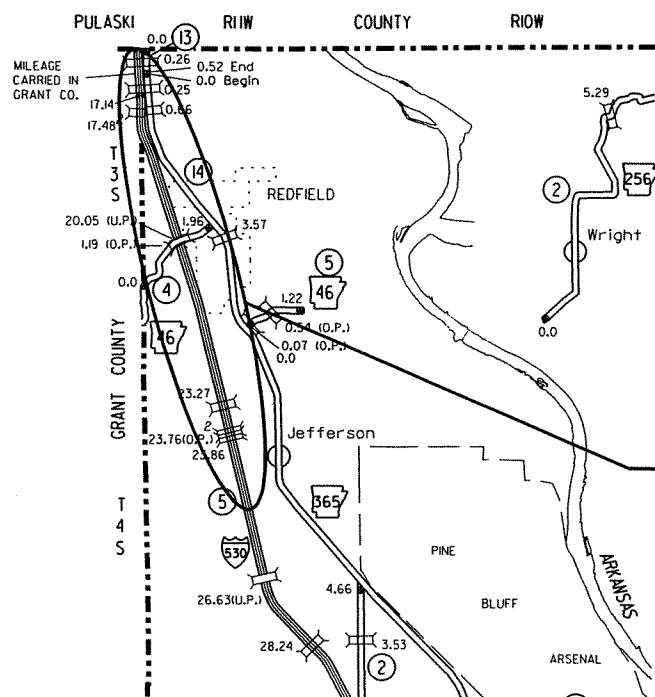 PULASKI R11W COUNTY R10W
0.0 13
0.26
MILEAGE
CARRIED IN
GRANT CO.
0.52 End
0.0 Begin
5.29
0.25
17.14
0.66
17.48
T
3
S
14
REDFIELD
2
256
20.05 (U.P.)
1.96
3.57
1.19 (O.P.)
Wright
5
0.0
4
46
1.22
0.54 (O.P.)
0.0
46
0.07 (O.P.)
0.0
GRANT COUNTY
23.27
2
23.76(O.P.)
23.86
Jefferson
5
365
T
4
S
530
PINE
ARKANSAS
26.63(U.P.)
4.66
BLUFF
28.24
3.53
2
ARSENAL